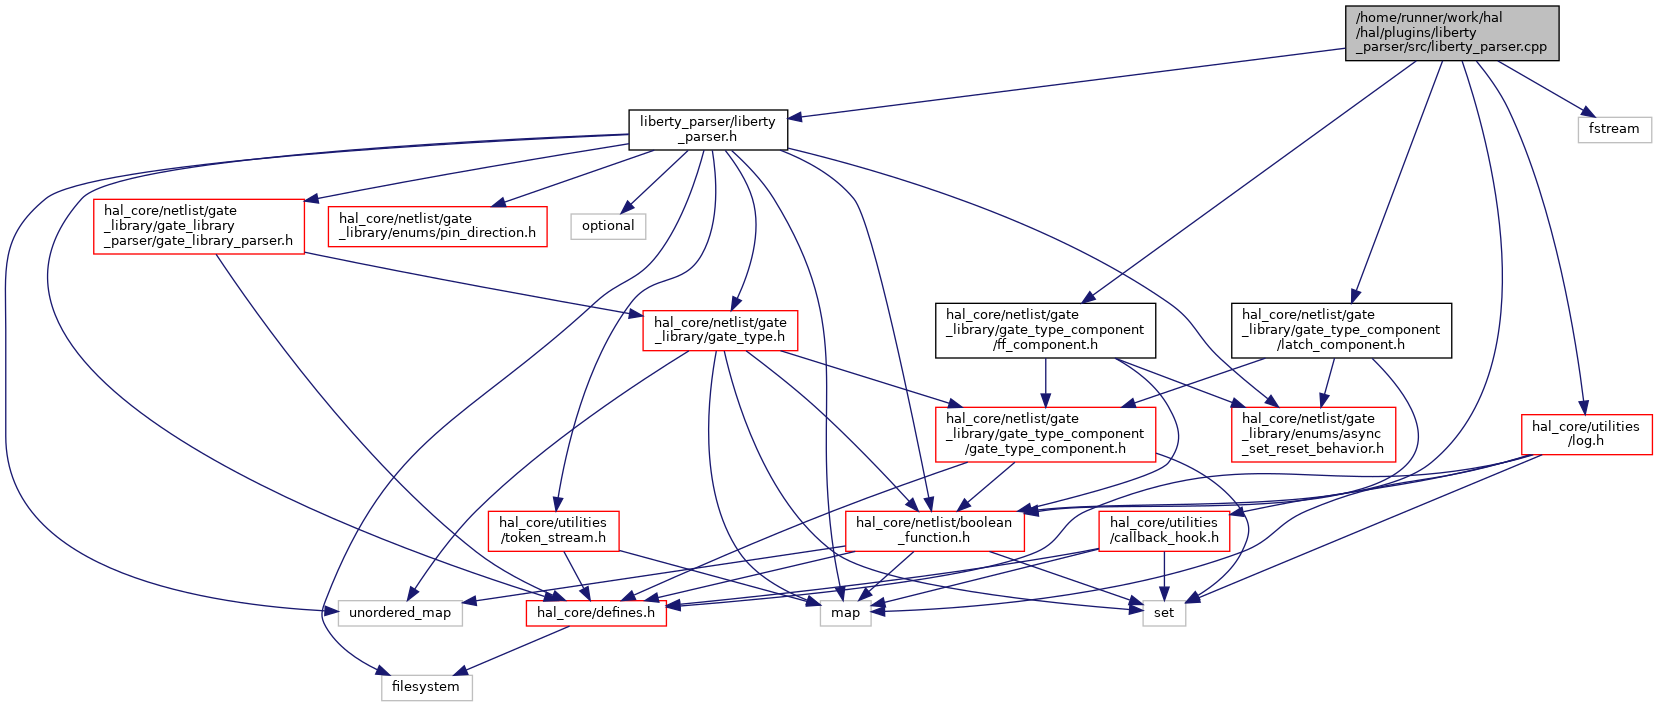 /home/runner/work/hal
/hal/plugins/liberty
_parser/src/liberty_parser.cpp
liberty_parser/liberty
_parser.h
fstream
hal_core/netlist/gate
_library/gate_library
_parser/gate_library_parser.h
hal_core/netlist/gate
_library/enums/pin_direction.h
optional
hal_core/netlist/gate
_library/gate_type.h
hal_core/netlist/gate
_library/gate_type_component
/ff_component.h
hal_core/netlist/gate
_library/gate_type_component
/latch_component.h
hal_core/netlist/gate
_library/gate_type_component
/gate_type_component.h
hal_core/netlist/gate
_library/enums/async
_set_reset_behavior.h
hal_core/utilities
/log.h
hal_core/utilities
/token_stream.h
hal_core/netlist/boolean
_function.h
hal_core/utilities
/callback_hook.h
unordered_map
hal_core/defines.h
map
set
filesystem